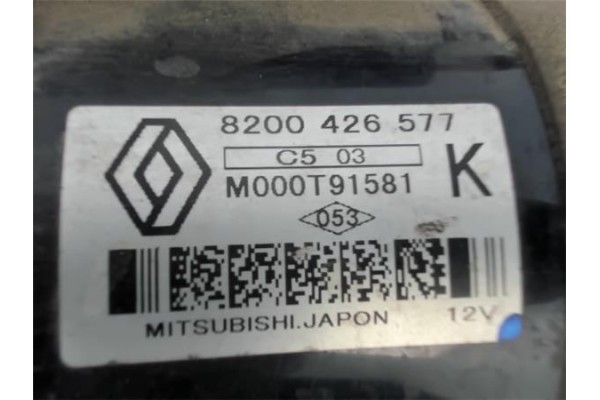 8200 426 577
C5 03
M000T91581 K
053
MITSUBISHI.JAPON 12V